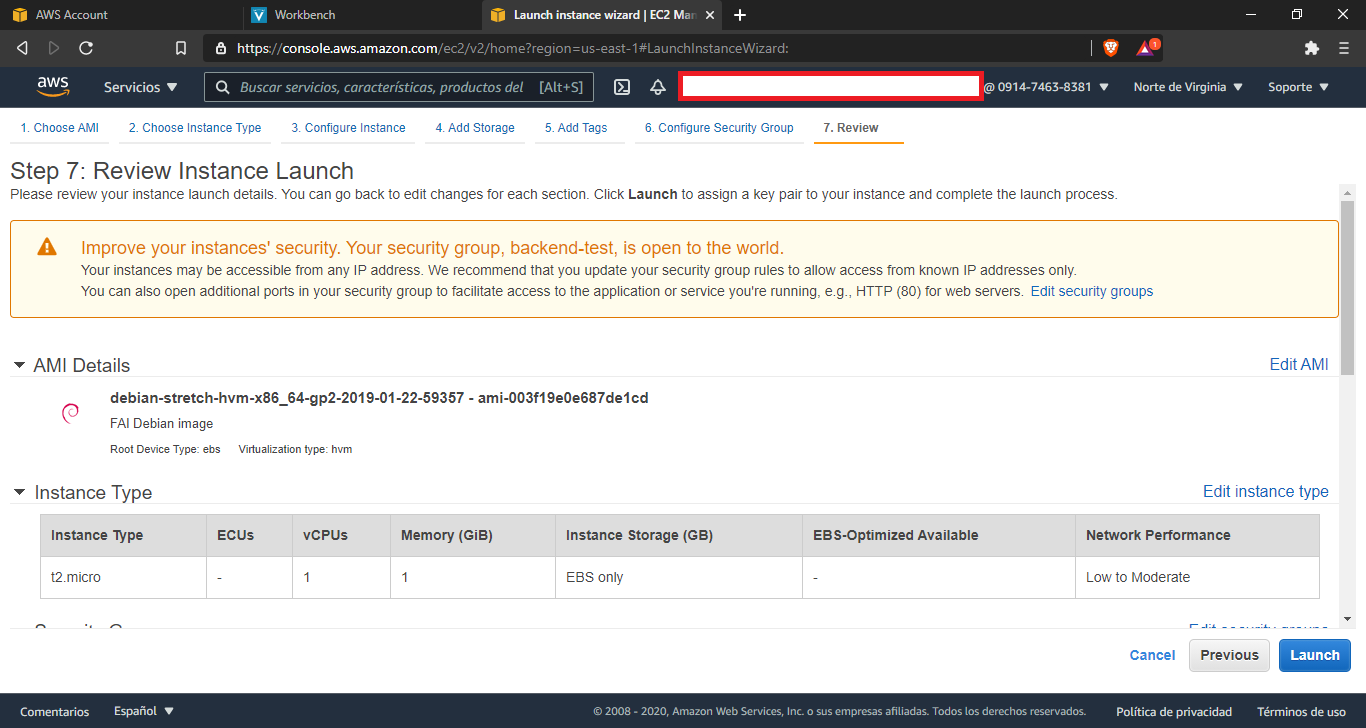 AWS Account
Workbench
Launch instance wizard | EC2 Man
https://console.aws.amazon.com/ec2/v2/home?region=us-east-1#LaunchInstanceWizard:
1
aws
Servicios
Buscar servicios, características, productos del [Alt+S]
@ 0914-7463-8381
Norte de Virginia
Soporte
1. Choose AMI
2. Choose Instance Type
3. Configure Instance
4. Add Storage
5. Add Tags
6. Configure Security Group
7. Review
Step 7: Review Instance Launch
Please review your instance launch details. You can go back to edit changes for each section. Click Launch to assign a key pair to your instance and complete the launch process.
Improve your instances' security. Your security group, backend-test, is open to the world.
Your instances may be accessible from any IP address. We recommend that you update your security group rules to allow access from known IP addresses only.
You can also open additional ports in your security group to facilitate access to the application or service you're running, e.g., HTTP (80) for web servers. Edit security groups
AMI Details
Edit AMI
debian-stretch-hvm-x86_64-gp2-2019-01-22-59357 - ami-003f19e0e687de1cd
FAI Debian image
Root Device Type: ebs Virtualization type: hvm
Instance Type
Edit instance type
Instance Type ECUs vCPUs Memory (GiB) Instance Storage (GB) EBS-Optimized Available Network Performance
t2.micro - 1 1 EBS only - Low to Moderate
Edit security groups
Cancel
Previous
Launch
Comentarios
Español
© 2008 - 2020, Amazon Web Services, Inc. o sus empresas afiliadas. Todos los derechos reservados.
Política de privacidad
Términos de uso